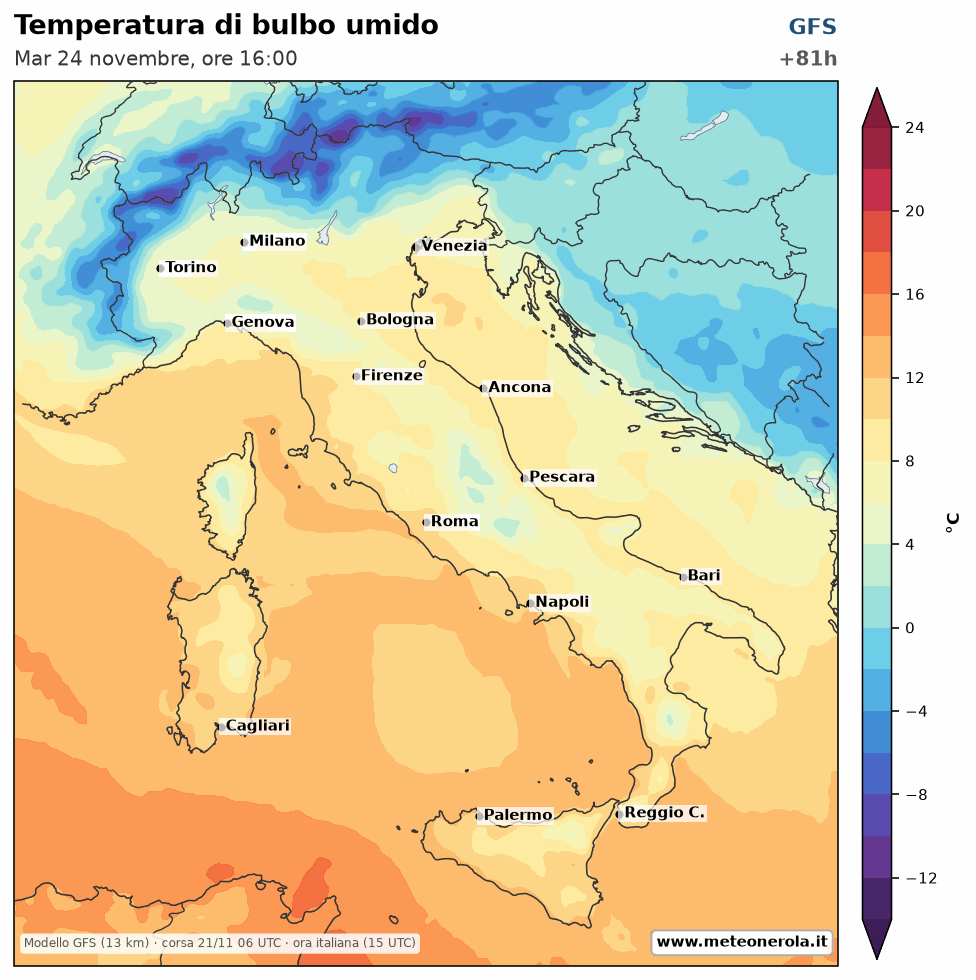 Temperatura di bulbo umido
GFS
Mar 24 novembre, ore 16:00
+81h
Milano
Venezia
Torino
Genova
Bologna
Firenze
Ancona
Pescara
Roma
Bari
Napoli
Cagliari
Palermo
Reggio C.
24
20
16
12
8
4
0
−4
−8
−12
°C
Modello GFS (13 km) · corsa 21/11 06 UTC · ora italiana (15 UTC)
www.meteonerola.it